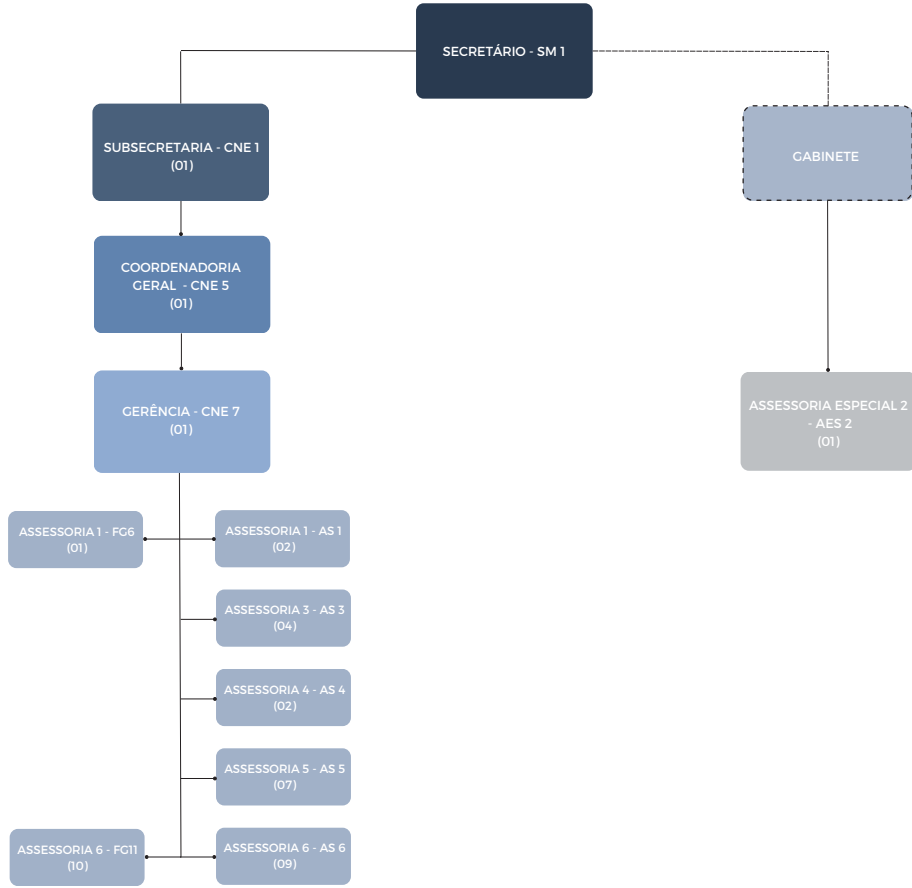 SECRETÁRIO - SM 1
SUBSECRETARIA - CNE 1
(01)
GABINETE
COORDENADORIA
GERAL - CNE 5
(01)
GERÊNCIA - CNE 7
(01)
ASSESSORIA ESPECIAL 2
- AES 2
(01)
ASSESSORIA 1 - FG6
(01)
ASSESSORIA 1 - AS 1
(02)
ASSESSORIA 3 - AS 3
(04)
ASSESSORIA 4 - AS 4
(02)
ASSESSORIA 5 - AS 5
(07)
ASSESSORIA 6 - FG11
(10)
ASSESSORIA 6 - AS 6
(09)